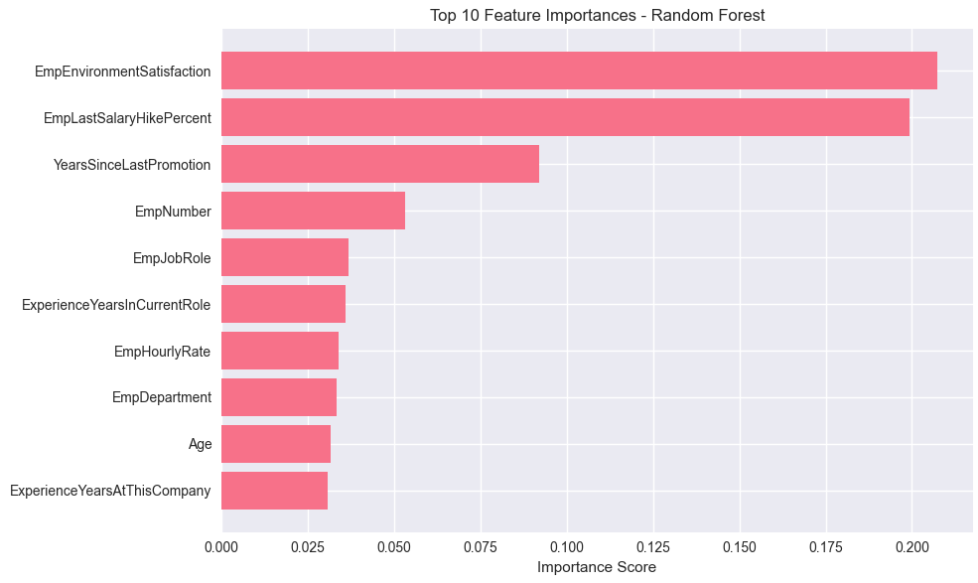 Top 10 Feature Importances - Random Forest
EmpEnvironmentSatisfaction
EmpLastSalaryHikePercent
YearsSinceLastPromotion
EmpNumber
EmpJobRole
ExperienceYearsInCurrentRole
EmpHourlyRate
EmpDepartment
Age
ExperienceYearsAtThisCompany
0.000 0.025 0.050 0.075 0.100 0.125 0.150 0.175 0.200
Importance Score